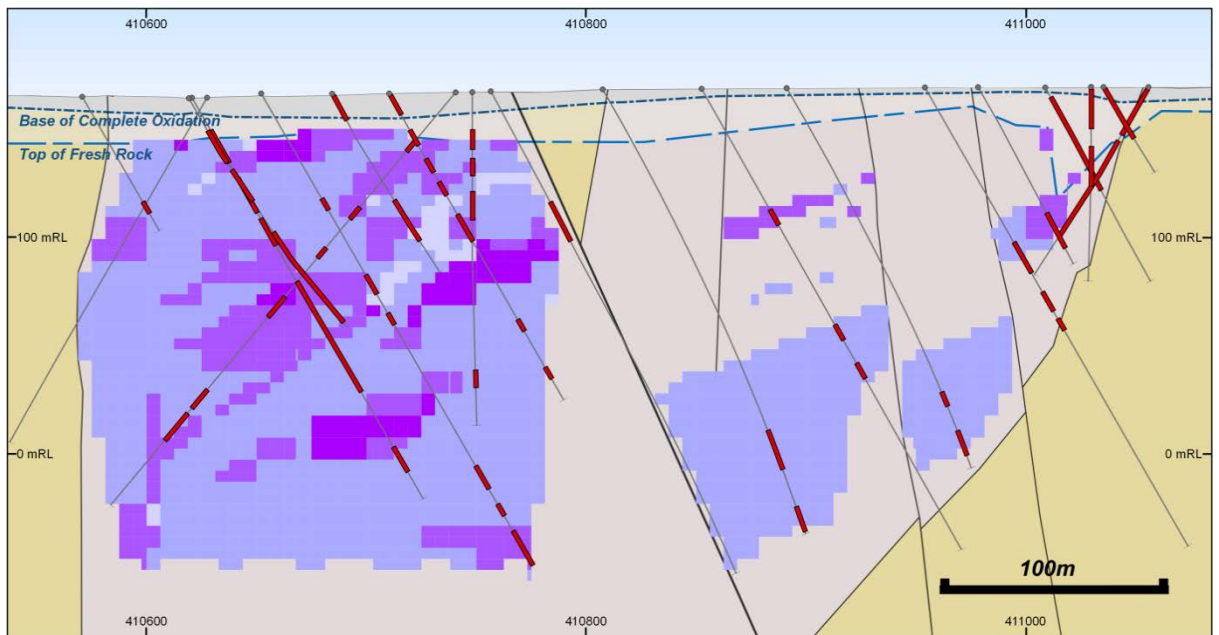 410600 410800 411000
Base of Complete Oxidation
Top of Fresh Rock
100 mRL 100 mRL
0 mRL 0 mRL
100m
410600 410800 411000